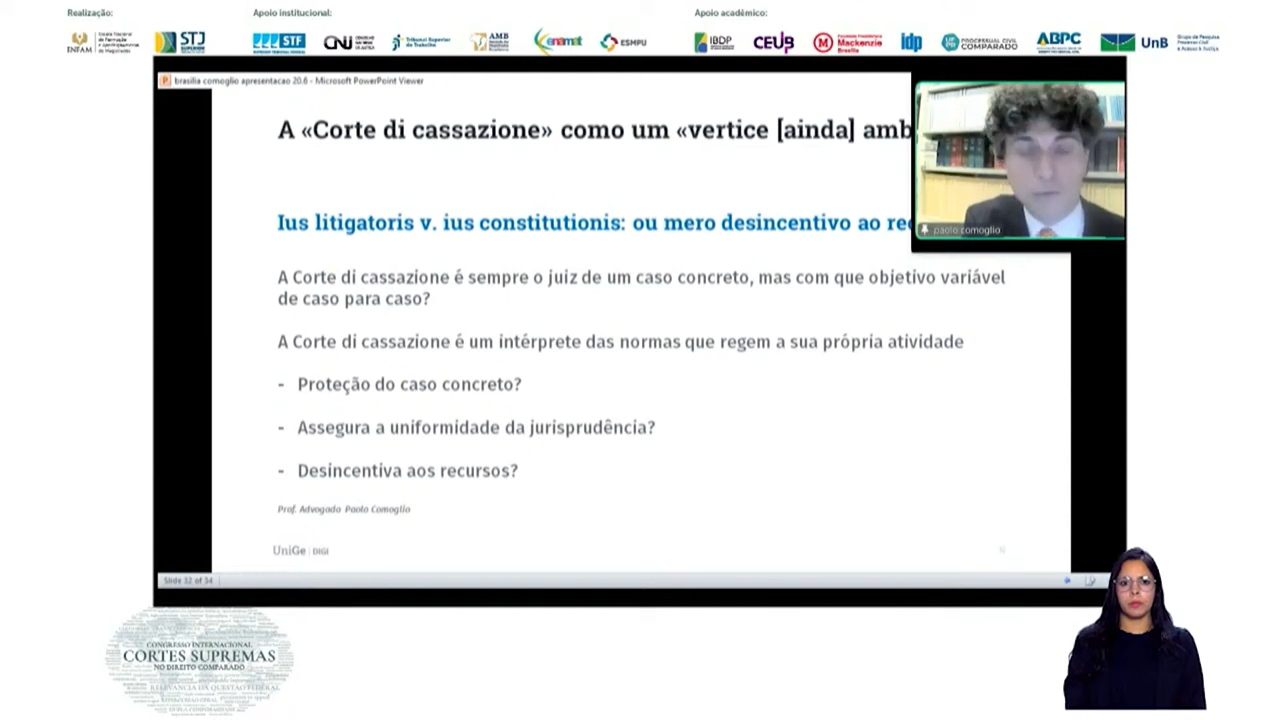 Realização:
Apoio institucional:
Apoio acadêmico:
ENFAM
STJ
STF
CNJ
Tribunal Superior do Trabalho
AMB
enamat
ESMPU
IBDP
CEUB
Mackenzie
idp
PROCESSUAL CIVIL COMPARADO
ABPC
UnB
brasilia comoglio apresentacao 20.6 - Microsoft PowerPoint Viewer
A «Corte di cassazione» como um «vertice [ainda] amb
Ius litigatoris v. ius constitutionis: ou mero desincentivo ao re
paolo comoglio
A Corte di cassazione é sempre o juiz de um caso concreto, mas com que objetivo variável
de caso para caso?
A Corte di cassazione é um intérprete das normas que regem a sua própria atividade
- Proteção do caso concreto?
- Assegura a uniformidade da jurisprudência?
- Desincentiva aos recursos?
Prof. Advogado Paolo Comoglio
UniGe | DIGI
Slide 32 of 34
CONGRESSO INTERNACIONAL
CORTES SUPREMAS
NO DIREITO COMPARADO